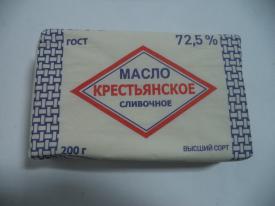 ГОСТ 72,5%
МАСЛО
КРЕСТЬЯНСКОЕ
СЛИВОЧНОЕ
200 г ВЫСШИЙ СОРТ